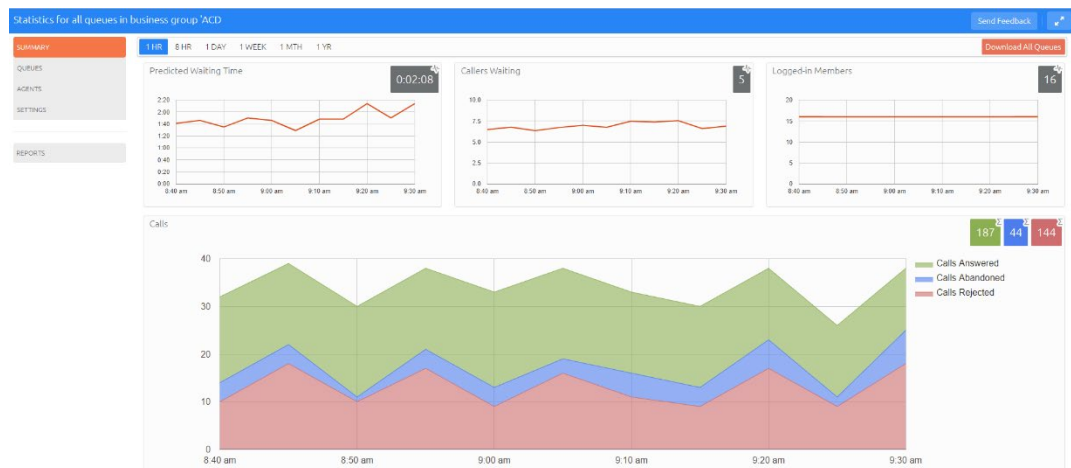 Statistics for all queues in business group 'ACD
Send Feedback
SUMMARY
QUEUES
AGENTS
SETTINGS
REPORTS
1 HR 8 HR 1 DAY 1 WEEK 1 MTH 1 YR
Download All Queues
Predicted Waiting Time
0:02:08
2:20
2:00
1:40
1:20
1:00
0:40
0:20
0:00
8:40 am 8:50 am 9:00 am 9:10 am 9:20 am 9:30 am
Callers Waiting
5
10.0
7.5
5.0
2.5
0.0
8:40 am 8:50 am 9:00 am 9:10 am 9:20 am 9:30 am
Logged-in Members
16
20
15
10
5
0
8:40 am 8:50 am 9:00 am 9:10 am 9:20 am 9:30 am
Calls
187 Σ 44 Σ 144 Σ
40
30
20
10
0
8:40 am 8:50 am 9:00 am 9:10 am 9:20 am 9:30 am
Calls Answered
Calls Abandoned
Calls Rejected